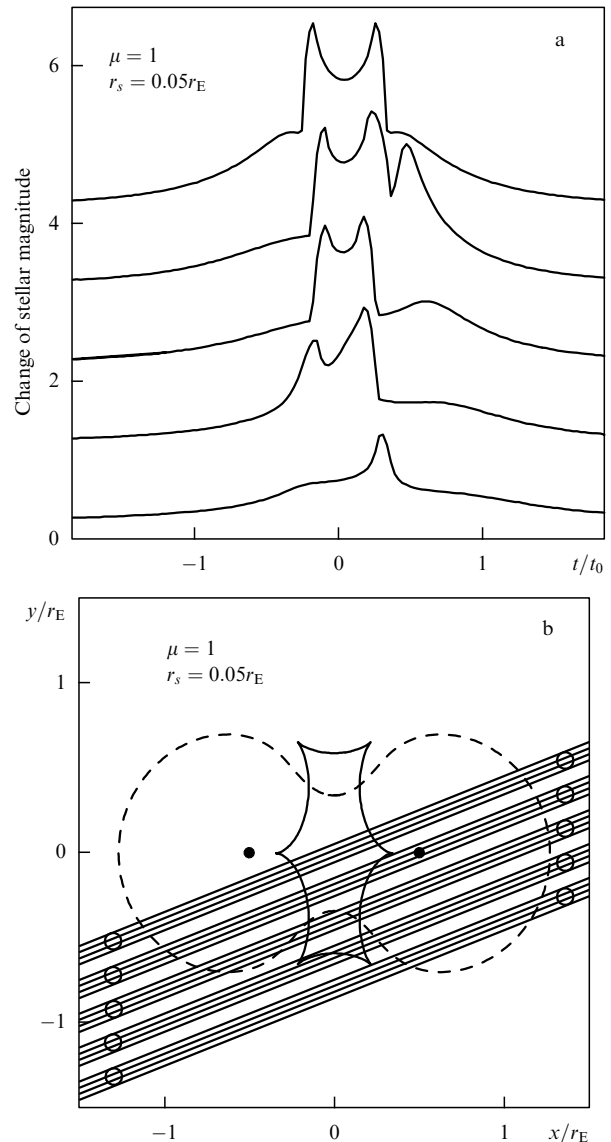 a
μ = 1
r_s = 0.05r_E
Change of stellar magnitude
6
4
2
0
−1
0
1
t/t_0
y/r_E
b
μ = 1
r_s = 0.05r_E
1
0
−1
−1
0
1
x/r_E